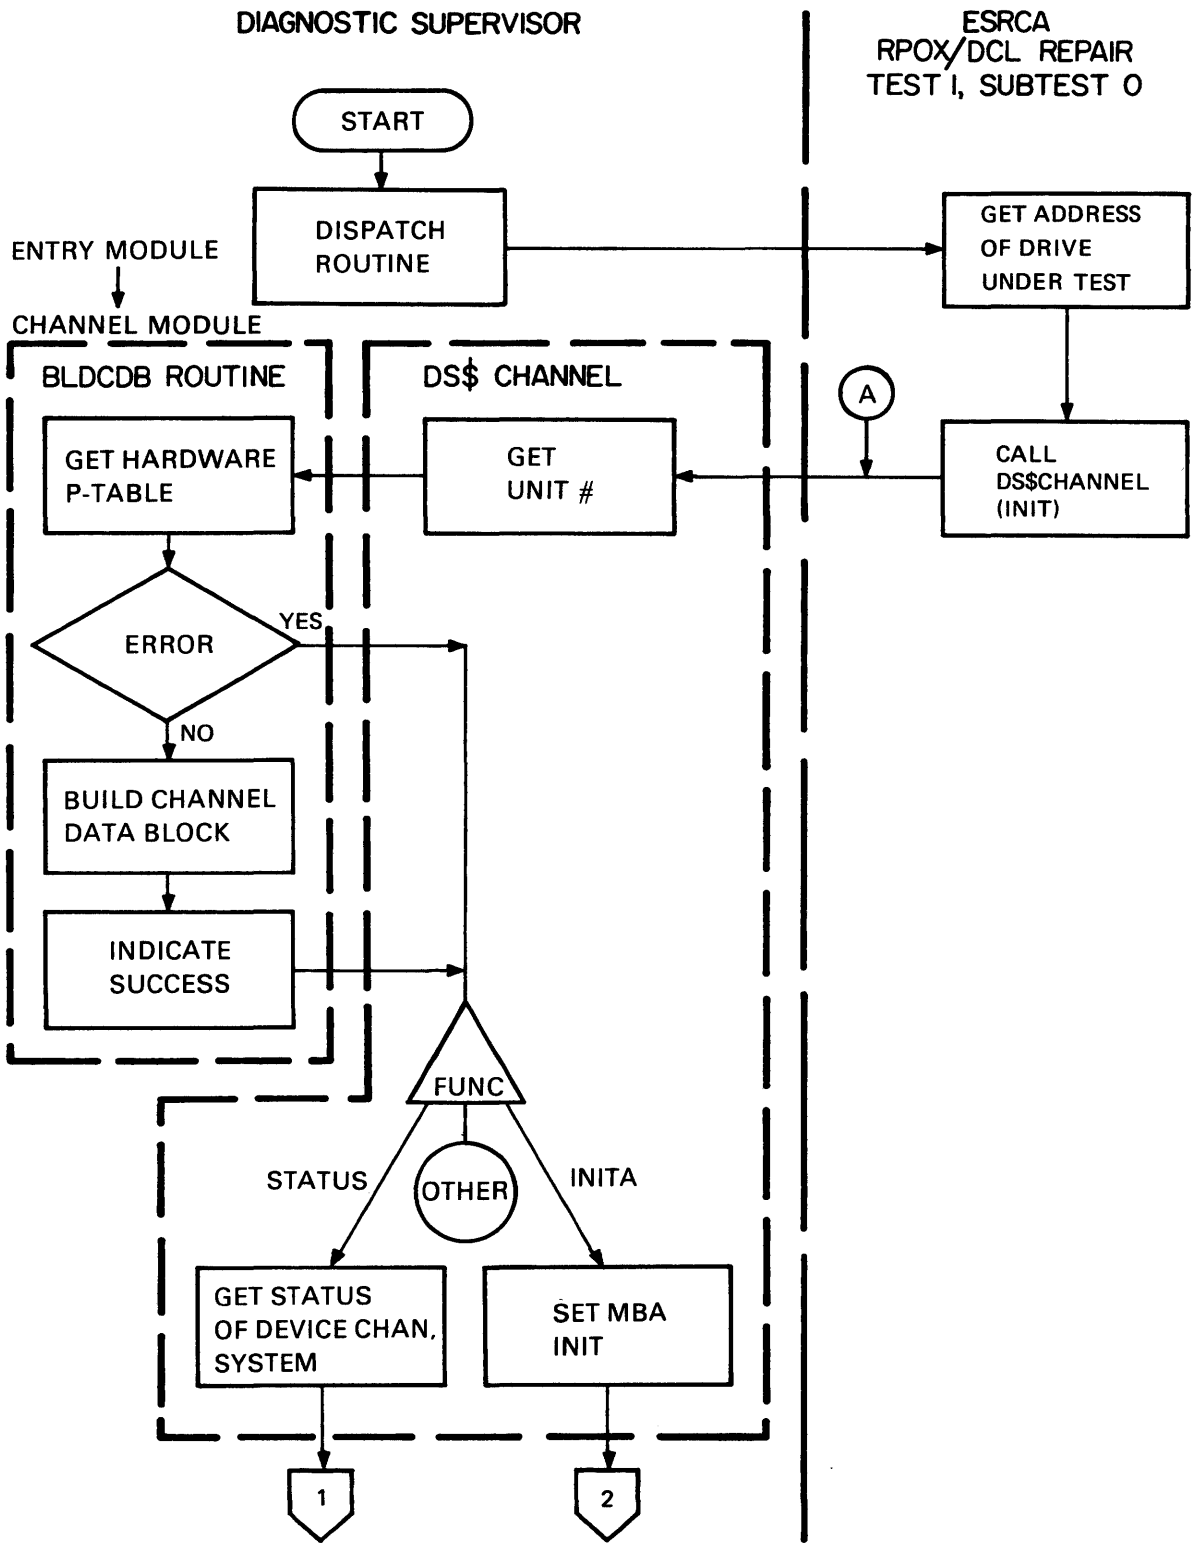 DIAGNOSTIC SUPERVISOR
ESRCA
RPOX/DCL REPAIR
TEST 1, SUBTEST 0
START
DISPATCH
ROUTINE
GET ADDRESS
OF DRIVE
UNDER TEST
ENTRY MODULE
CHANNEL MODULE
BLDCDB ROUTINE
DS$ CHANNEL
A
GET HARDWARE
P-TABLE
GET
UNIT #
CALL
DS$CHANNEL
(INIT)
YES
ERROR
NO
BUILD CHANNEL
DATA BLOCK
INDICATE
SUCCESS
FUNC
STATUS
OTHER
INITA
GET STATUS
OF DEVICE CHAN,
SYSTEM
SET MBA
INIT
1
2